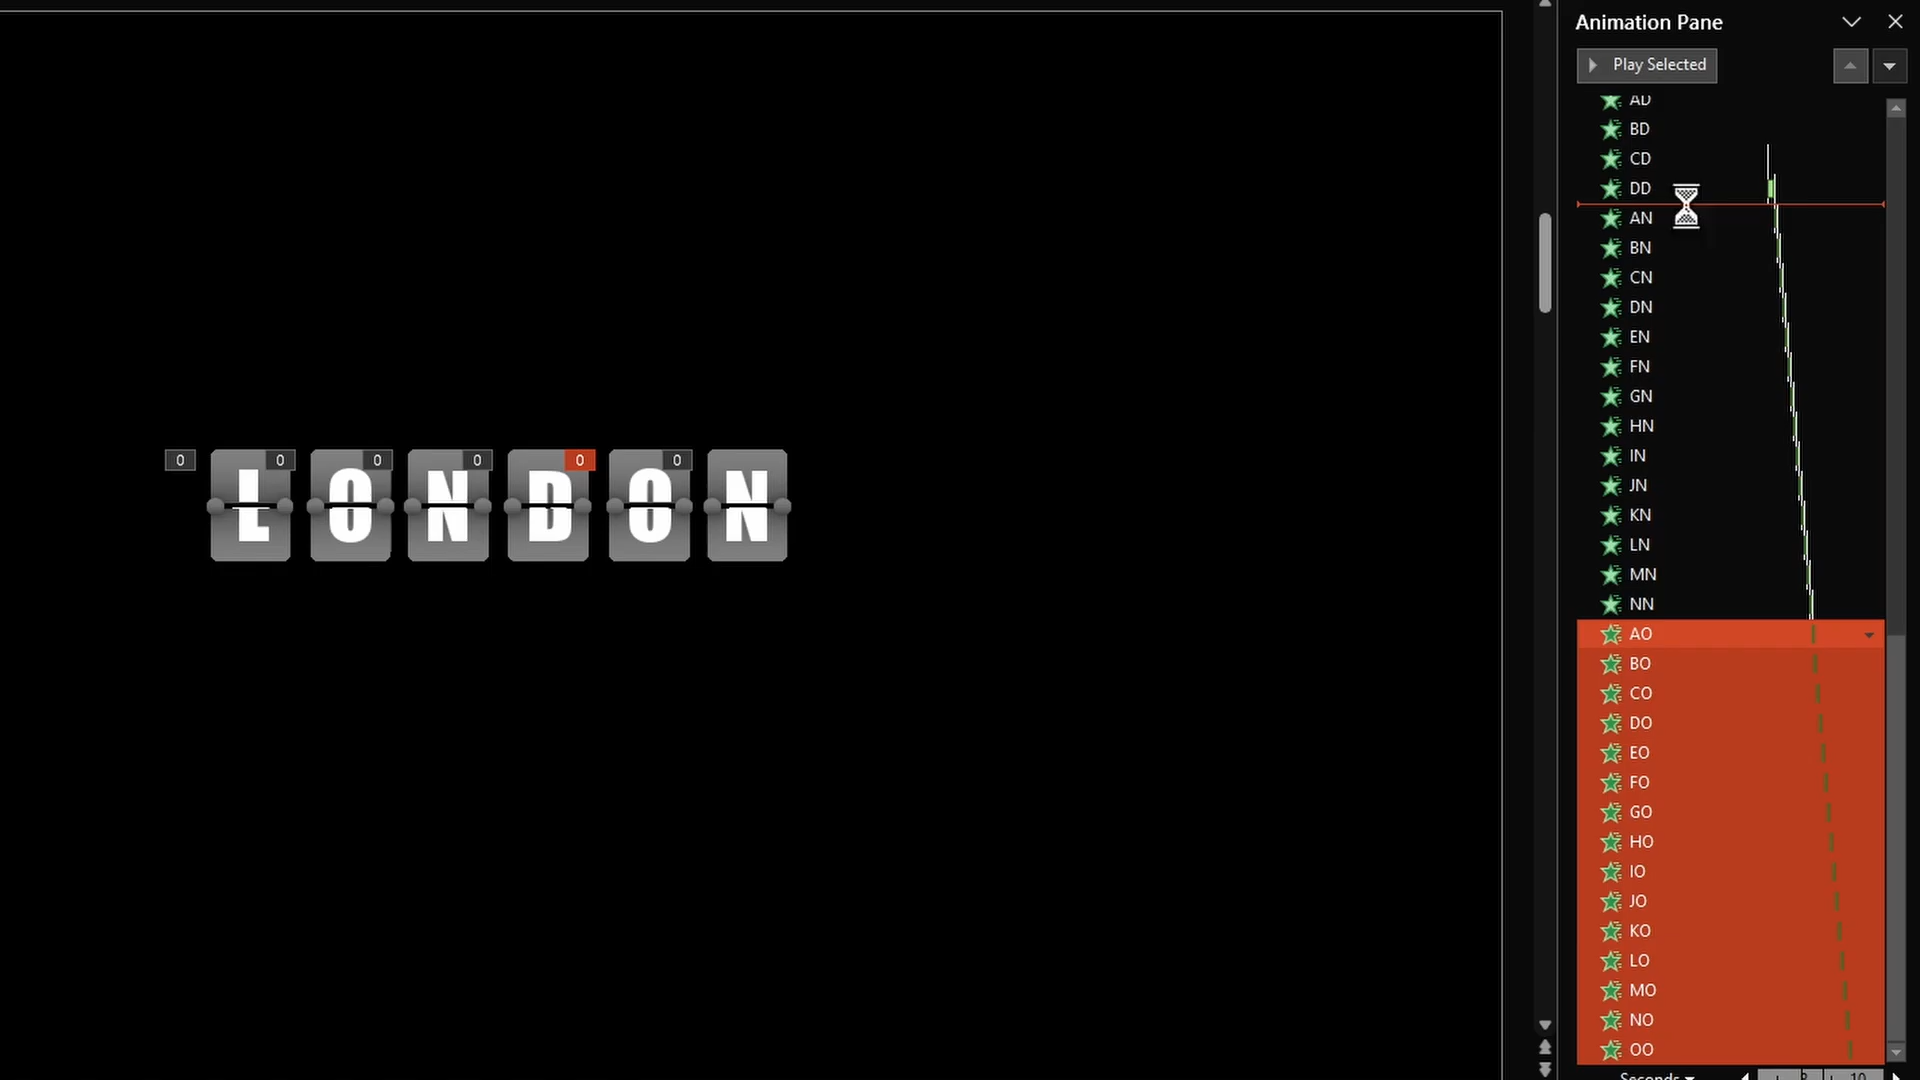 Animation Pane
Play Selected
AD
BD
CD
DD
AN
BN
CN
DN
EN
FN
GN
HN
IN
JN
KN
LN
MN
NN
AO
BO
CO
DO
EO
FO
GO
HO
IO
JO
KO
LO
MO
NO
OO
0 0 0 0 0 0
LONDON
Seconds 8 10